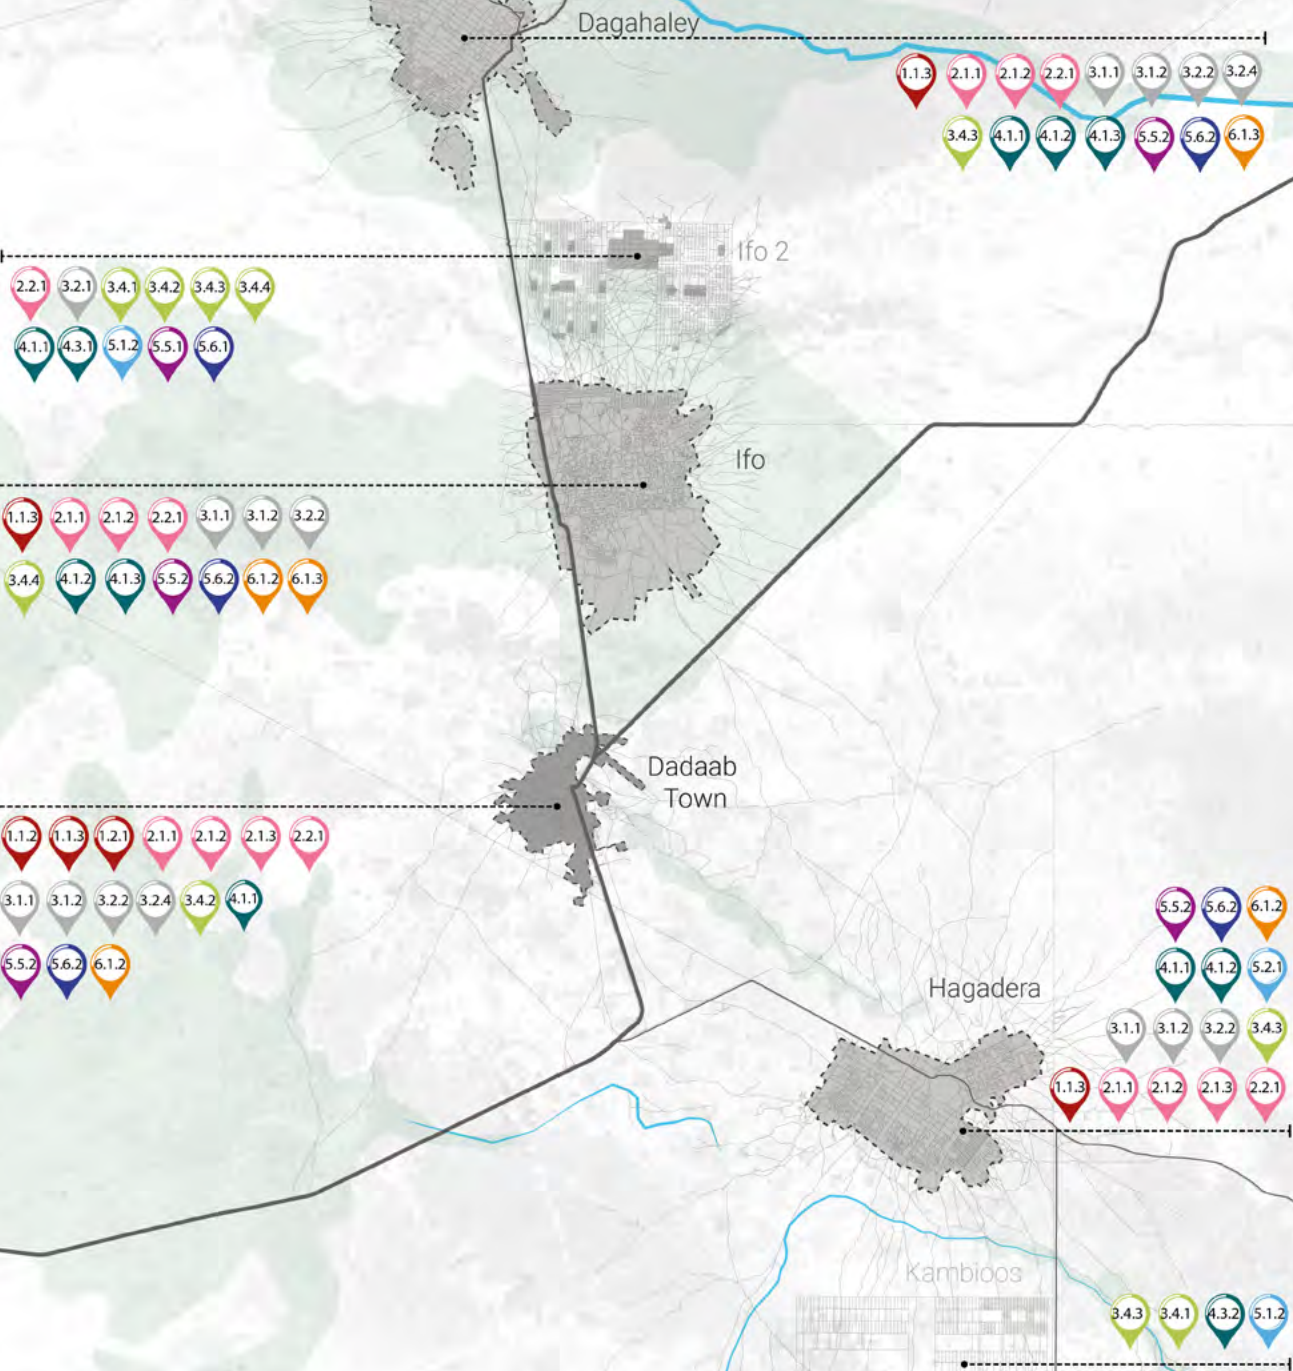 Dagahaley
1.1.3 2.1.1 2.1.2 2.2.1 3.1.1 3.1.2 3.2.2 3.2.4
3.4.3 4.1.1 4.1.2 4.1.3 5.5.2 5.6.2 6.1.3
Ifo 2
2.2.1 3.2.1 3.4.1 3.4.2 3.4.3 3.4.4
4.1.1 4.3.1 5.1.2 5.5.1 5.6.1
Ifo
1.1.3 2.1.1 2.1.2 2.2.1 3.1.1 3.1.2 3.2.2
3.4.4 4.1.2 4.1.3 5.5.2 5.6.2 6.1.2 6.1.3
Dadaab
Town
1.1.2 1.1.3 1.2.1 2.1.1 2.1.2 2.1.3 2.2.1
3.1.1 3.1.2 3.2.2 3.2.4 3.4.2 4.1.1
5.5.2 5.6.2 6.1.2
5.5.2 5.6.2 6.1.2
4.1.1 4.1.2 5.2.1
Hagadera
3.1.1 3.1.2 3.2.2 3.4.3
1.1.3 2.1.1 2.1.2 2.1.3 2.2.1
Kambioos
3.4.3 3.4.1 4.3.2 5.1.2